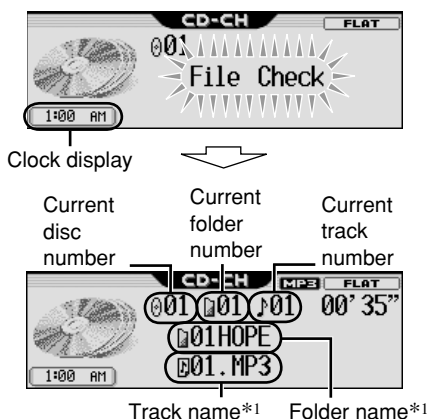 CD-CH FLAT
01
File Check
1:00 AM
Clock display
Current disc number
Current folder number
Current track number
CD-CH MP3 FLAT
01 01 01 00'35"
01HOPE
01.MP3
1:00 AM
Track name*1 Folder name*1